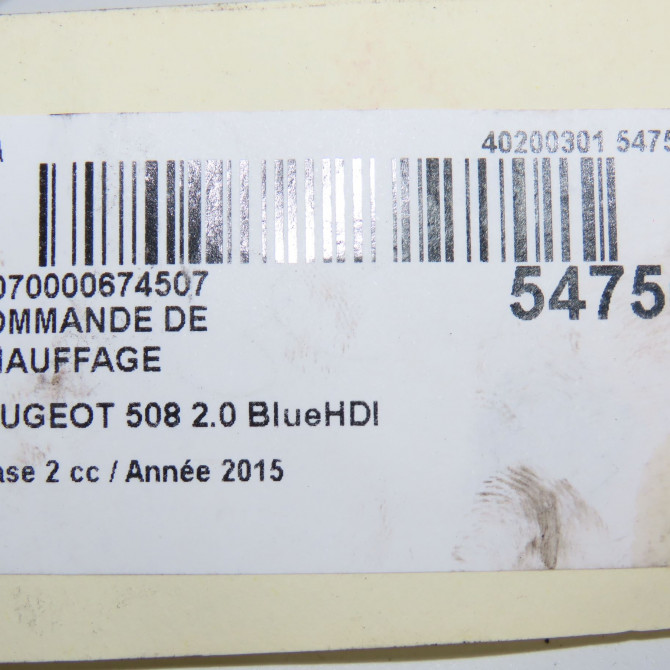 40200301 5475
070000674507
5475
OMMANDE DE
HAUFFAGE
UGEOT 508 2.0 BlueHDI
ase 2 cc / Année 2015